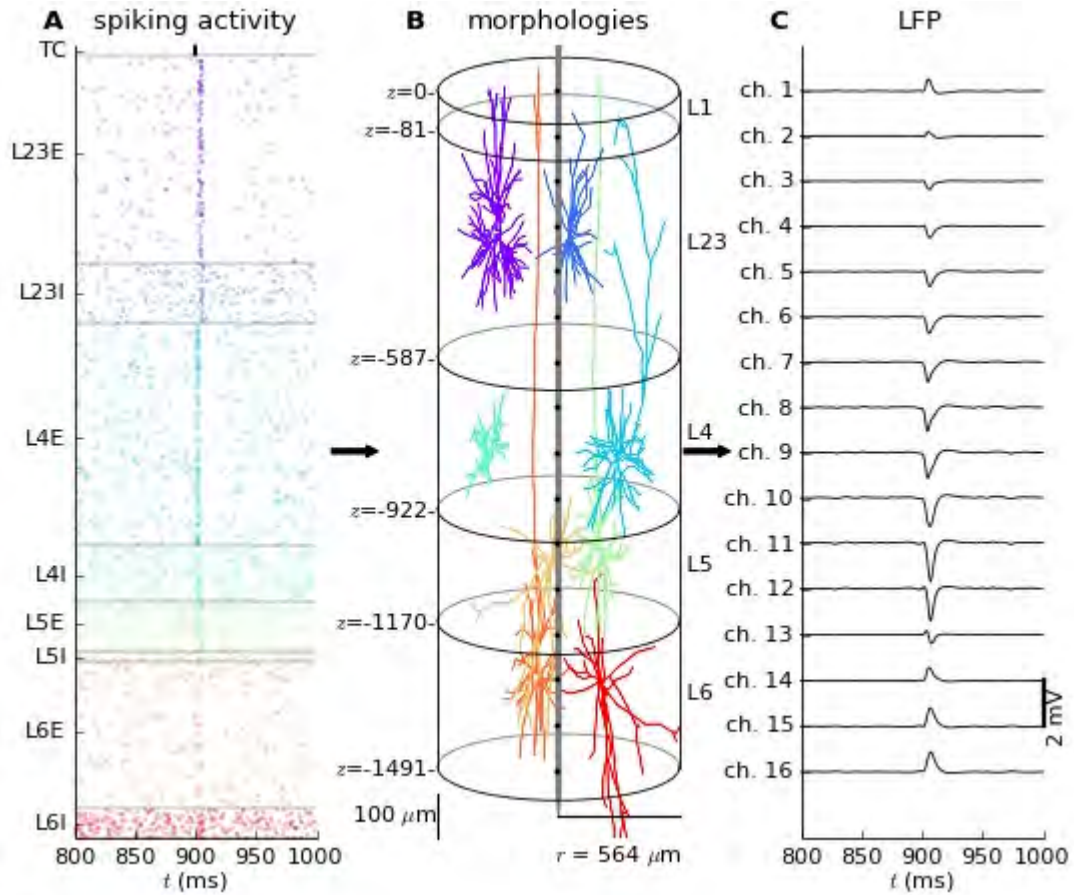 A spiking activity
TC
L23E
L23I
L4E
L4I
L5E
L5I
L6E
L6I
800 850 900 950 1000
t (ms)
B morphologies
z=0
z=-81
z=-587
z=-922
z=-1170
z=-1491
L1
L23
L4
L5
L6
100 μm
r = 564 μm
C LFP
ch. 1
ch. 2
ch. 3
ch. 4
ch. 5
ch. 6
ch. 7
ch. 8
ch. 9
ch. 10
ch. 11
ch. 12
ch. 13
ch. 14
ch. 15
ch. 16
2 mV
800 850 900 950 1000
t (ms)